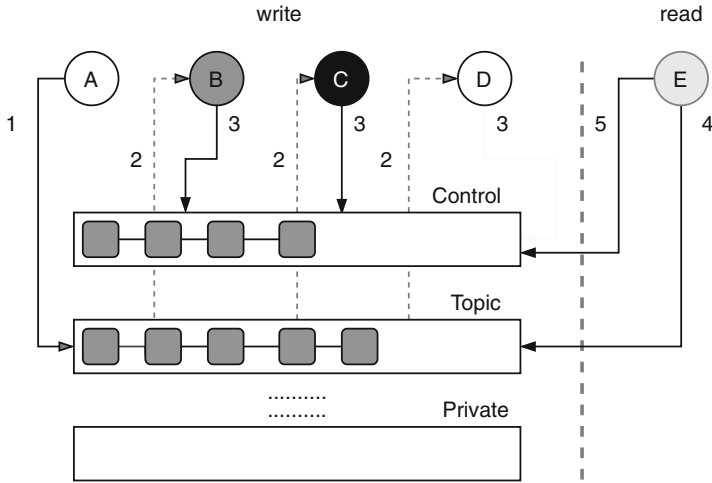 write
read
A
B
C
D
E
1
3
3
3
5
4
2
2
2
Control
Topic
..........
..........
Private